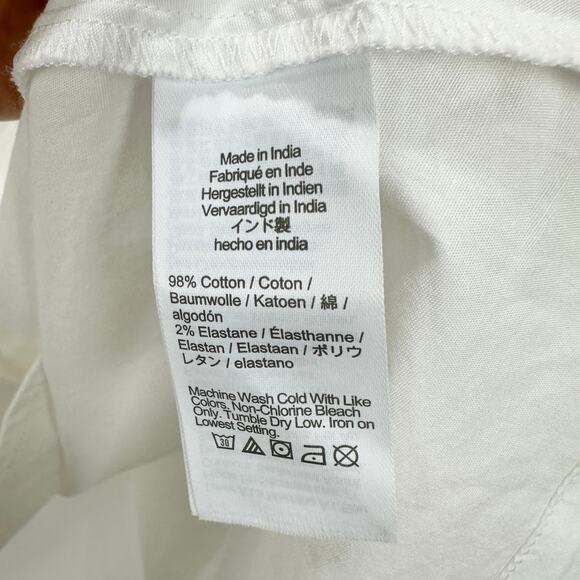 Made in India
Fabriqué en Inde
Hergestellt in Indien
Vervaardigd in India
インド製
hecho en india
98% Cotton / Coton /
Baumwolle / Katoen / 綿 /
algodón
2% Elastane / Élasthanne /
Elastan / Elastaan / ポリウ
レタン / elastano
Machine Wash Cold With Like
Colors. Non-Chlorine Bleach
Only. Tumble Dry Low. Iron on
Lowest Setting.
30